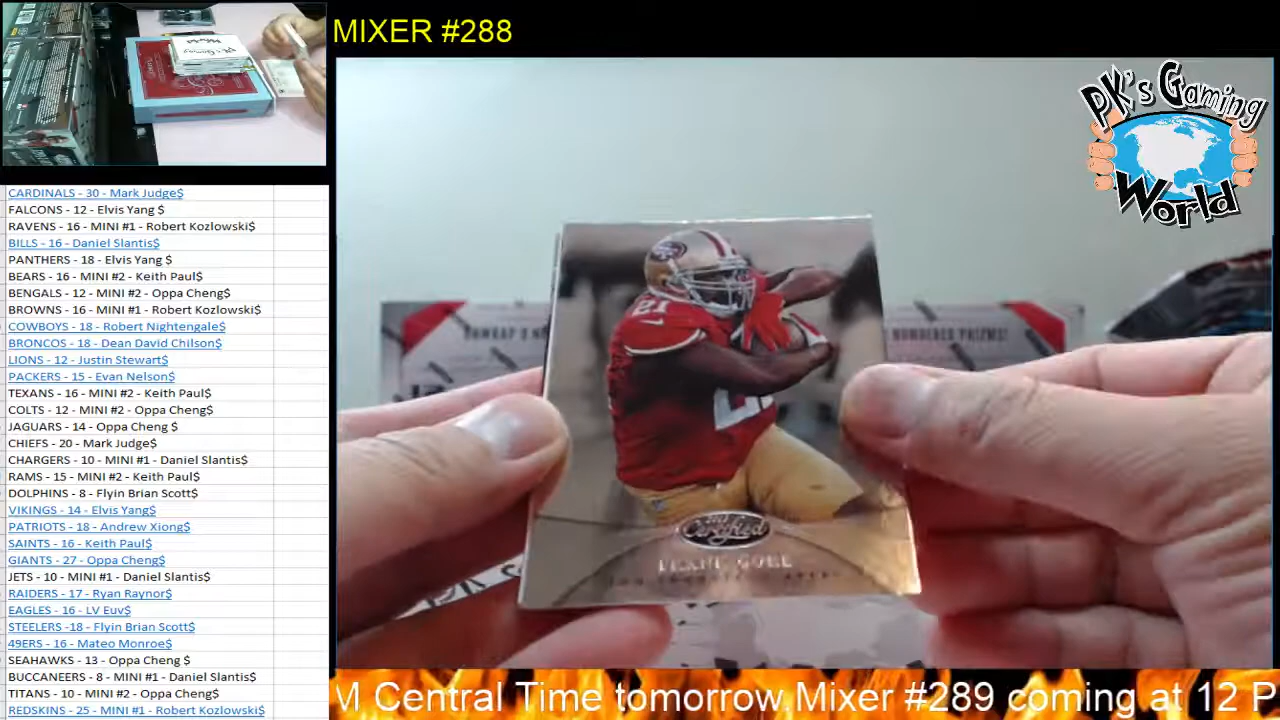 MIXER #288
PK's Gaming World
CARDINALS - 30 - Mark Judge$
FALCONS - 12 - Elvis Yang $
RAVENS - 16 - MINI #1 - Robert Kozlowski$
BILLS - 16 - Daniel Slantis$
PANTHERS - 18 - Elvis Yang $
BEARS - 16 - MINI #2 - Keith Paul$
BENGALS - 12 - MINI #2 - Oppa Cheng$
BROWNS - 16 - MINI #1 - Robert Kozlowski$
COWBOYS - 18 - Robert Nightengale$
BRONCOS - 18 - Dean David Chilson$
LIONS - 12 - Justin Stewart$
PACKERS - 15 - Evan Nelson$
TEXANS - 16 - MINI #2 - Keith Paul$
COLTS - 12 - MINI #2 - Oppa Cheng$
JAGUARS - 14 - Oppa Cheng $
CHIEFS - 20 - Mark Judge$
CHARGERS - 10 - MINI #1 - Daniel Slantis$
RAMS - 15 - MINI #2 - Keith Paul$
DOLPHINS - 8 - Flyin Brian Scott$
VIKINGS - 14 - Elvis Yang$
PATRIOTS - 18 - Andrew Xiong$
SAINTS - 16 - Keith Paul$
GIANTS - 27 - Oppa Cheng$
JETS - 10 - MINI #1 - Daniel Slantis$
RAIDERS - 17 - Ryan Raynor$
EAGLES - 16 - LV Euv$
STEELERS -18 - Flyin Brian Scott$
49ERS - 16 - Mateo Monroe$
SEAHAWKS - 13 - Oppa Cheng $
BUCCANEERS - 8 - MINI #1 - Daniel Slantis$
TITANS - 10 - MINI #2 - Oppa Cheng$
REDSKINS - 25 - MINI #1 - Robert Kozlowski$
NUMBERED PRIZMS!
21
Certified
FRANK GORE
M Central Time tomorrow.Mixer #289 coming at 12 P